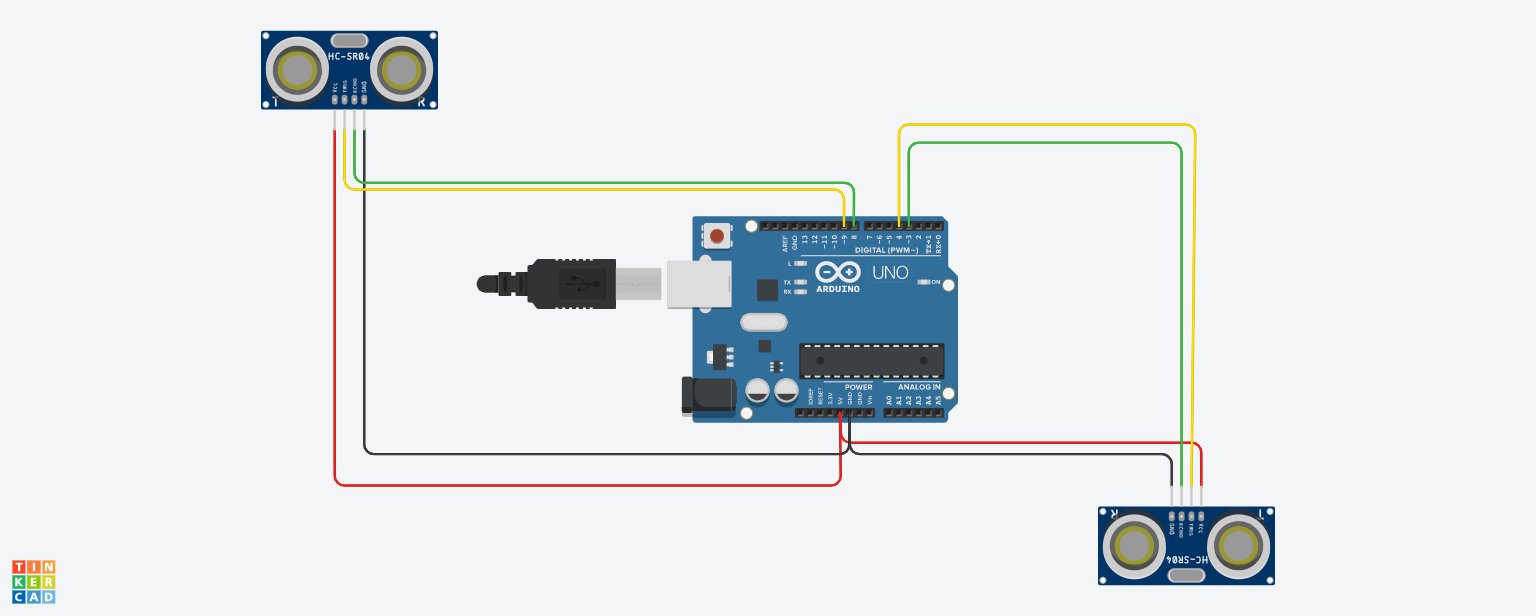 HC-SR04
VCC
TRIG
ECHO
GND
T
R
AREF
GND
13
12
~11
~10
~9
8
7
~6
~5
4
~3
2
TX→1
RX←0
DIGITAL (PWM~)
L
TX
RX
UNO
ARDUINO
ON
POWER
ANALOG IN
IOREF
RESET
3.3V
5V
GND
GND
Vin
A0
A1
A2
A3
A4
A5
R
T
GND
ECHO
TRIG
VCC
HC-SR04
TIN
KER
CAD